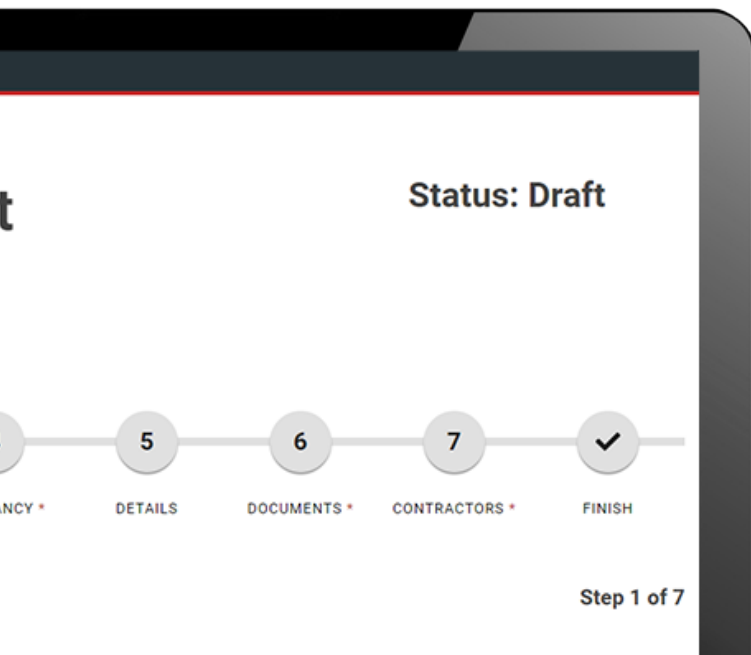 Status: Draft
5 6 7
DETAILS DOCUMENTS * CONTRACTORS * FINISH
Step 1 of 7